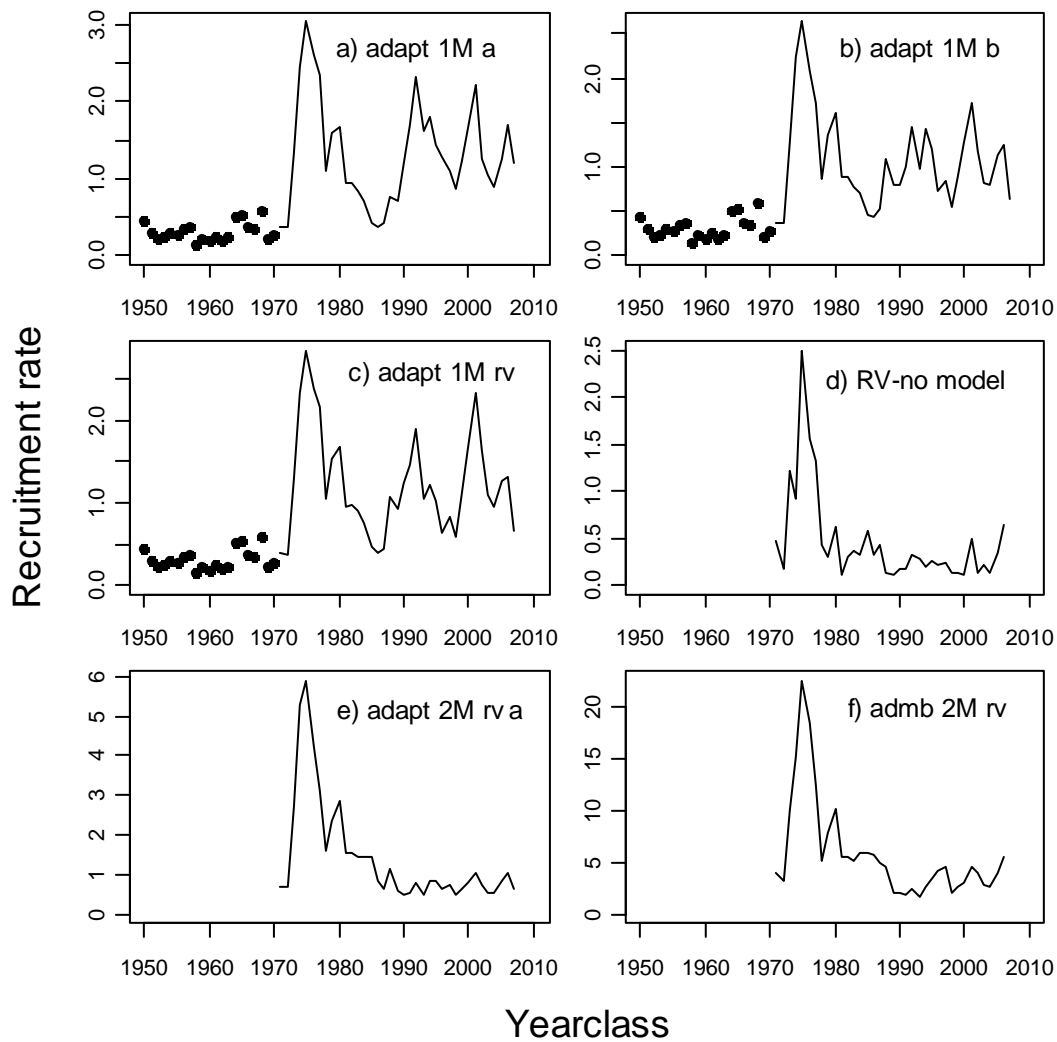 a) adapt 1M a
0.0 1.0 2.0 3.0
1950 1960 1970 1980 1990 2000 2010
b) adapt 1M b
0.0 1.0 2.0
1950 1960 1970 1980 1990 2000 2010
c) adapt 1M rv
0.0 1.0 2.0
1950 1960 1970 1980 1990 2000 2010
d) RV-no model
0.0 0.5 1.0 1.5 2.0 2.5
1950 1960 1970 1980 1990 2000 2010
e) adapt 2M rv a
0 1 2 3 4 5 6
1950 1960 1970 1980 1990 2000 2010
f) admb 2M rv
0 5 10 15 20
1950 1960 1970 1980 1990 2000 2010
Recruitment rate
Yearclass